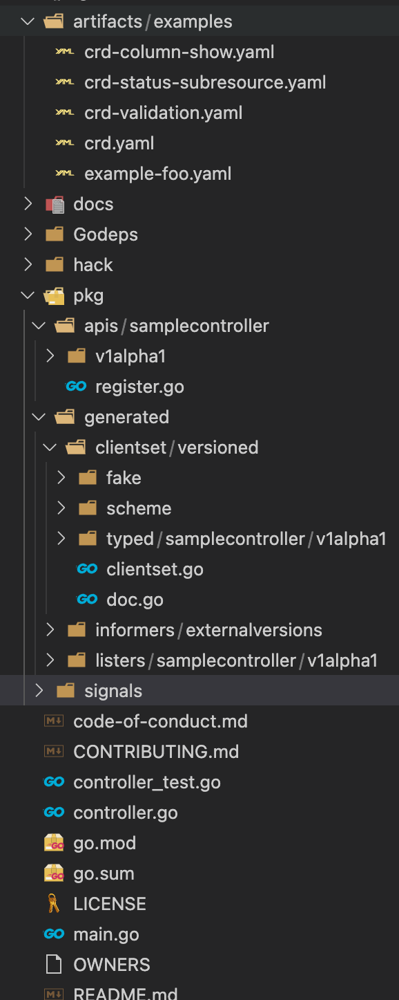 artifacts/examples
crd-column-show.yaml
crd-status-subresource.yaml
crd-validation.yaml
crd.yaml
example-foo.yaml
docs
Godeps
hack
pkg
apis/samplecontroller
v1alpha1
register.go
generated
clientset/versioned
fake
scheme
typed/samplecontroller/v1alpha1
clientset.go
doc.go
informers/externalversions
listers/samplecontroller/v1alpha1
signals
code-of-conduct.md
CONTRIBUTING.md
controller_test.go
controller.go
go.mod
go.sum
LICENSE
main.go
OWNERS
README.md